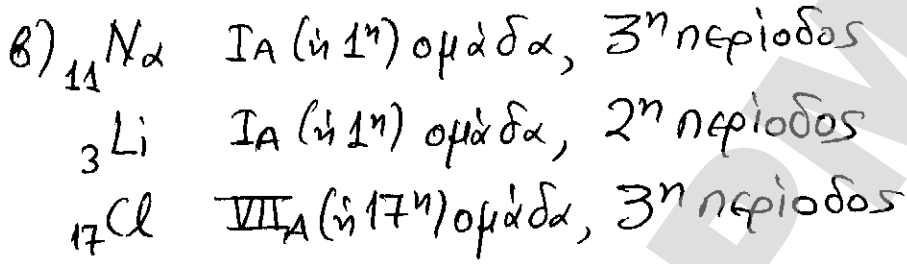 β) ₁₁Na IA (ή 1η) ομάδα, 3η περίοδος
₃Li IA (ή 1η) ομάδα, 2η περίοδος
₁₇Cl VIIA (ή 17η) ομάδα, 3η περίοδος